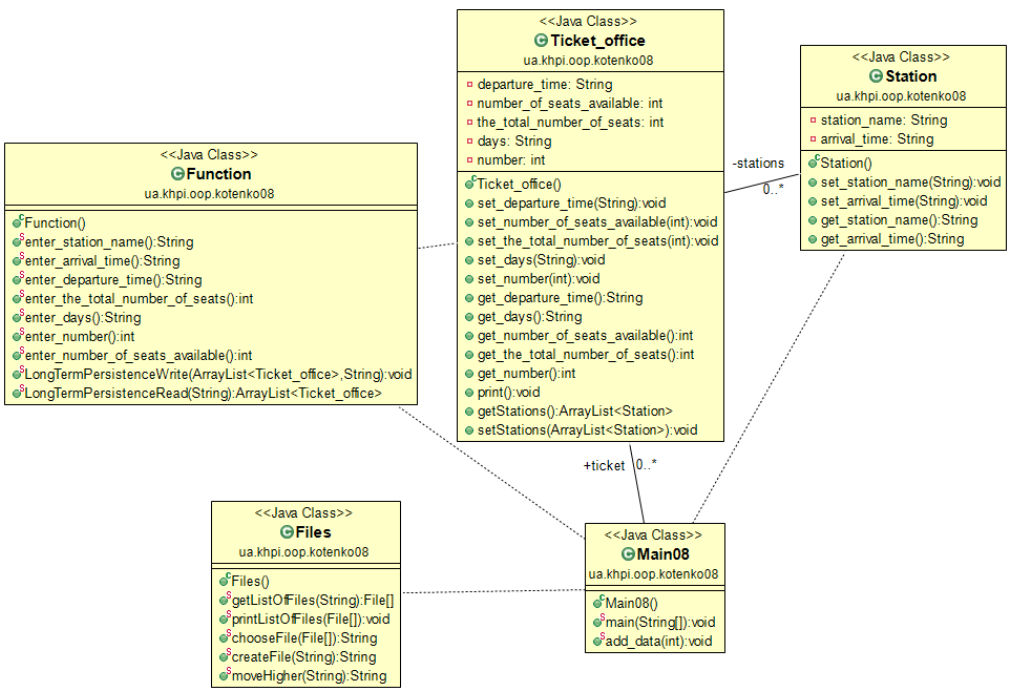 <<Java Class>>
Ticket_office
ua.khpi.oop.kotenko08
departure_time: String
number_of_seats_available: int
the_total_number_of_seats: int
days: String
number: int
Ticket_office()
set_departure_time(String):void
set_number_of_seats_available(int):void
set_the_total_number_of_seats(int):void
set_days(String):void
set_number(int):void
get_departure_time():String
get_days():String
get_number_of_seats_available():int
get_the_total_number_of_seats():int
get_number():int
print():void
getStations():ArrayList<Station>
setStations(ArrayList<Station>):void
<<Java Class>>
Station
ua.khpi.oop.kotenko08
station_name: String
arrival_time: String
Station()
set_station_name(String):void
set_arrival_time(String):void
get_station_name():String
get_arrival_time():String
-stations
0..*
<<Java Class>>
Function
ua.khpi.oop.kotenko08
Function()
enter_station_name():String
enter_arrival_time():String
enter_departure_time():String
enter_the_total_number_of_seats():int
enter_days():String
enter_number():int
enter_number_of_seats_available():int
LongTermPersistenceWrite(ArrayList<Ticket_office>,String):void
LongTermPersistenceRead(String):ArrayList<Ticket_office>
+ticket
0..*
<<Java Class>>
Files
ua.khpi.oop.kotenko08
Files()
getListOfFiles(String):File[]
printListOfFiles(File[]):void
chooseFile(File[]):String
createFile(String):String
moveHigher(String):String
<<Java Class>>
Main08
ua.khpi.oop.kotenko08
Main08()
main(String[]):void
add_data(int):void